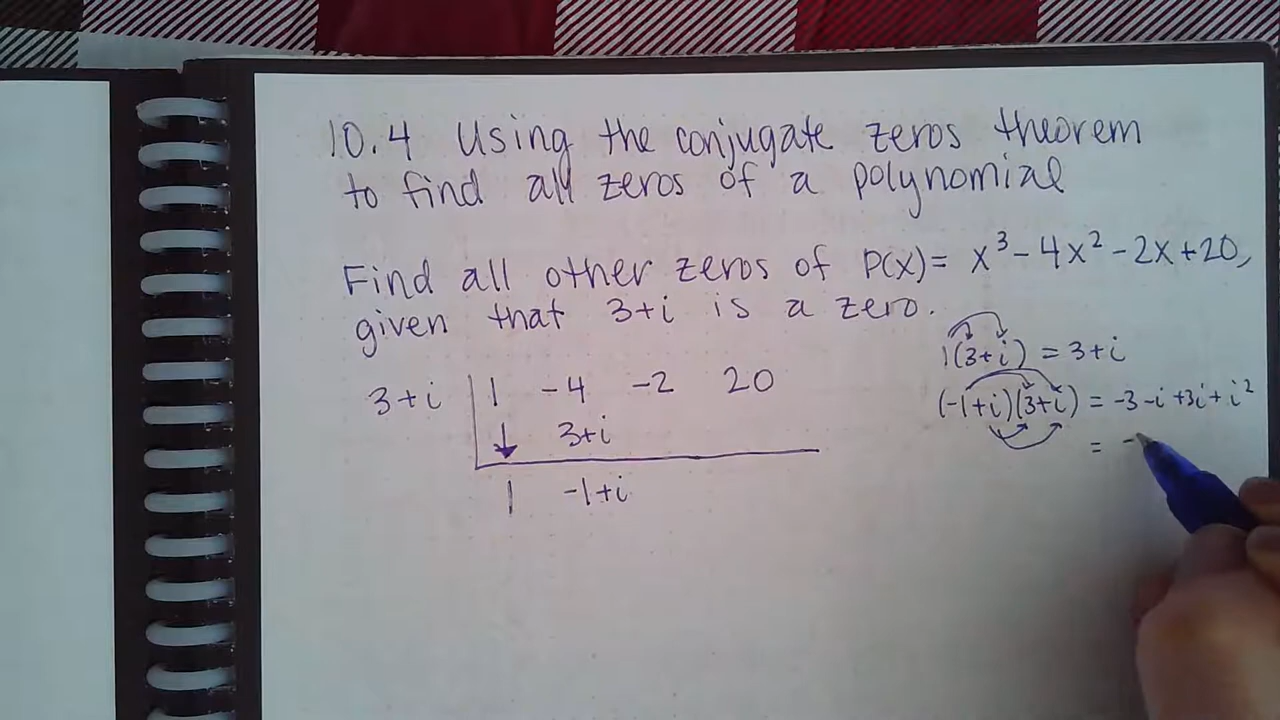 10.4 Using the conjugate zeros theorem
to find all zeros of a polynomial
Find all other zeros of P(x) = x³ - 4x² - 2x + 20,
given that 3+i is a zero.
1(3+i) = 3+i
3+i | 1 -4 -2 20
(-1+i)(3+i) = -3 - i + 3i + i²
↓ 3+i
= -
1 -1+i